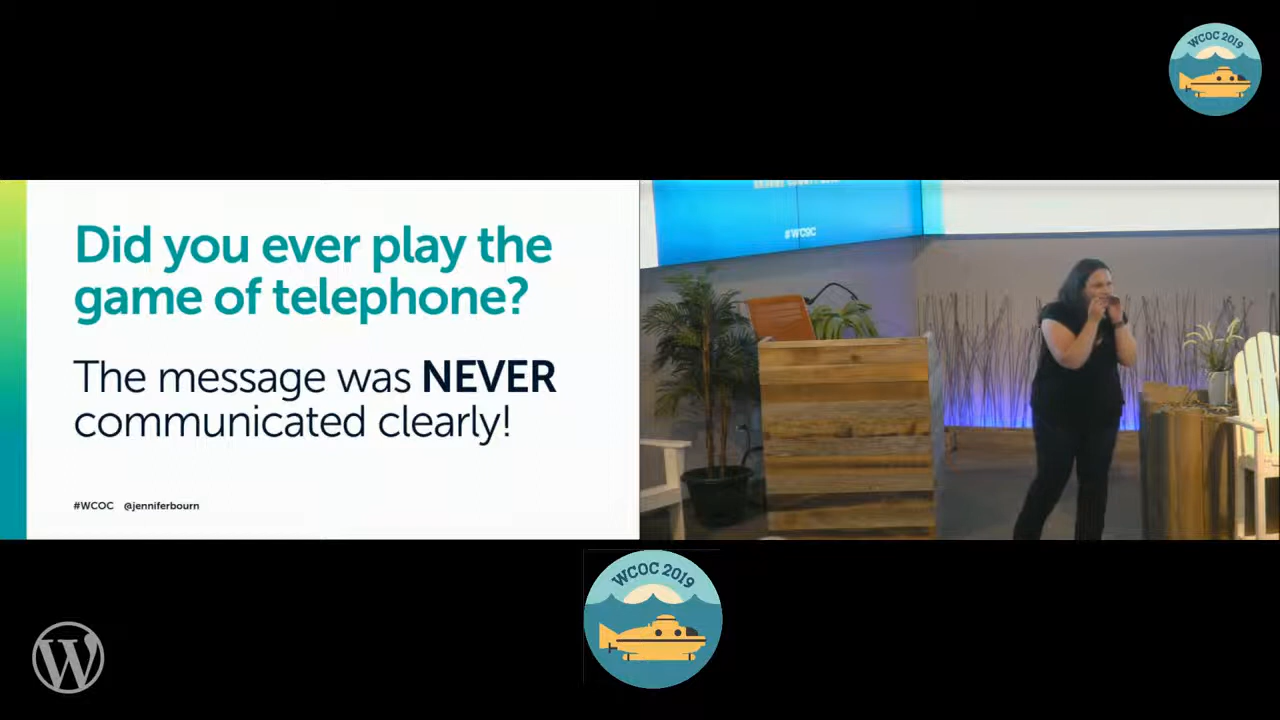 WCOC 2019
Did you ever play the
game of telephone?
The message was NEVER
communicated clearly!
#WCOC @jenniferbourn
#WCOC
WCOC 2019
W